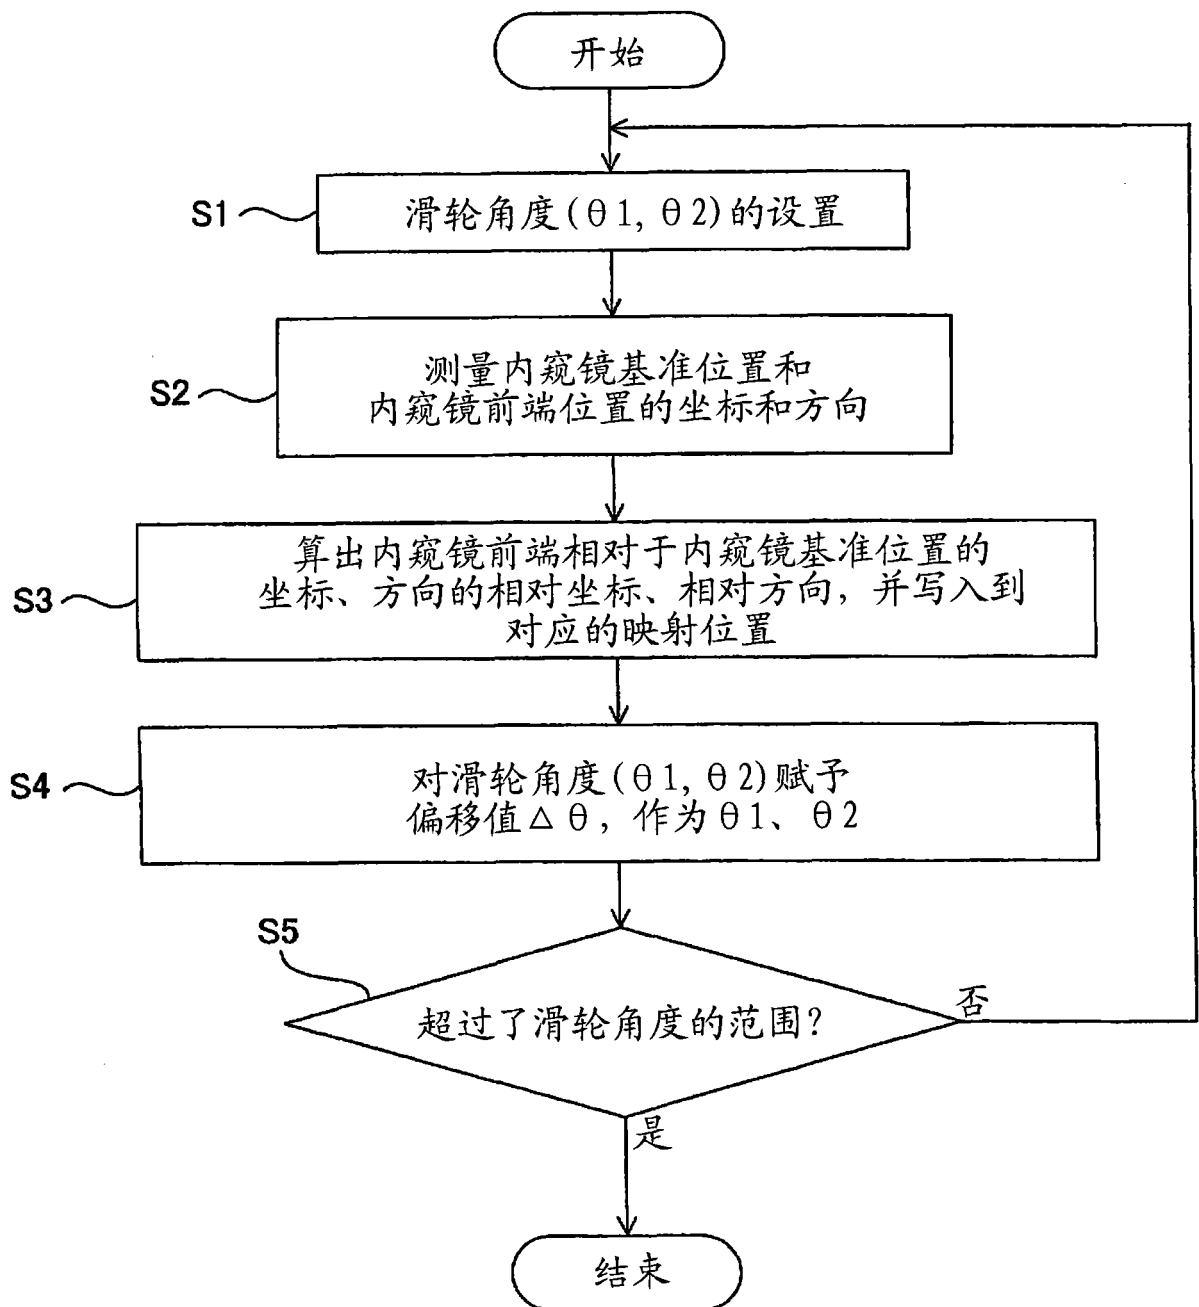 开始
S1
滑轮角度(θ1, θ2)的设置
S2
测量内窥镜基准位置和
内窥镜前端位置的坐标和方向
S3
算出内窥镜前端相对于内窥镜基准位置的
坐标、方向的相对坐标、相对方向, 并写入到
对应的映射位置
S4
对滑轮角度(θ1, θ2)赋予
偏移值△θ, 作为θ1、θ2
S5
超过了滑轮角度的范围?
否
是
结束